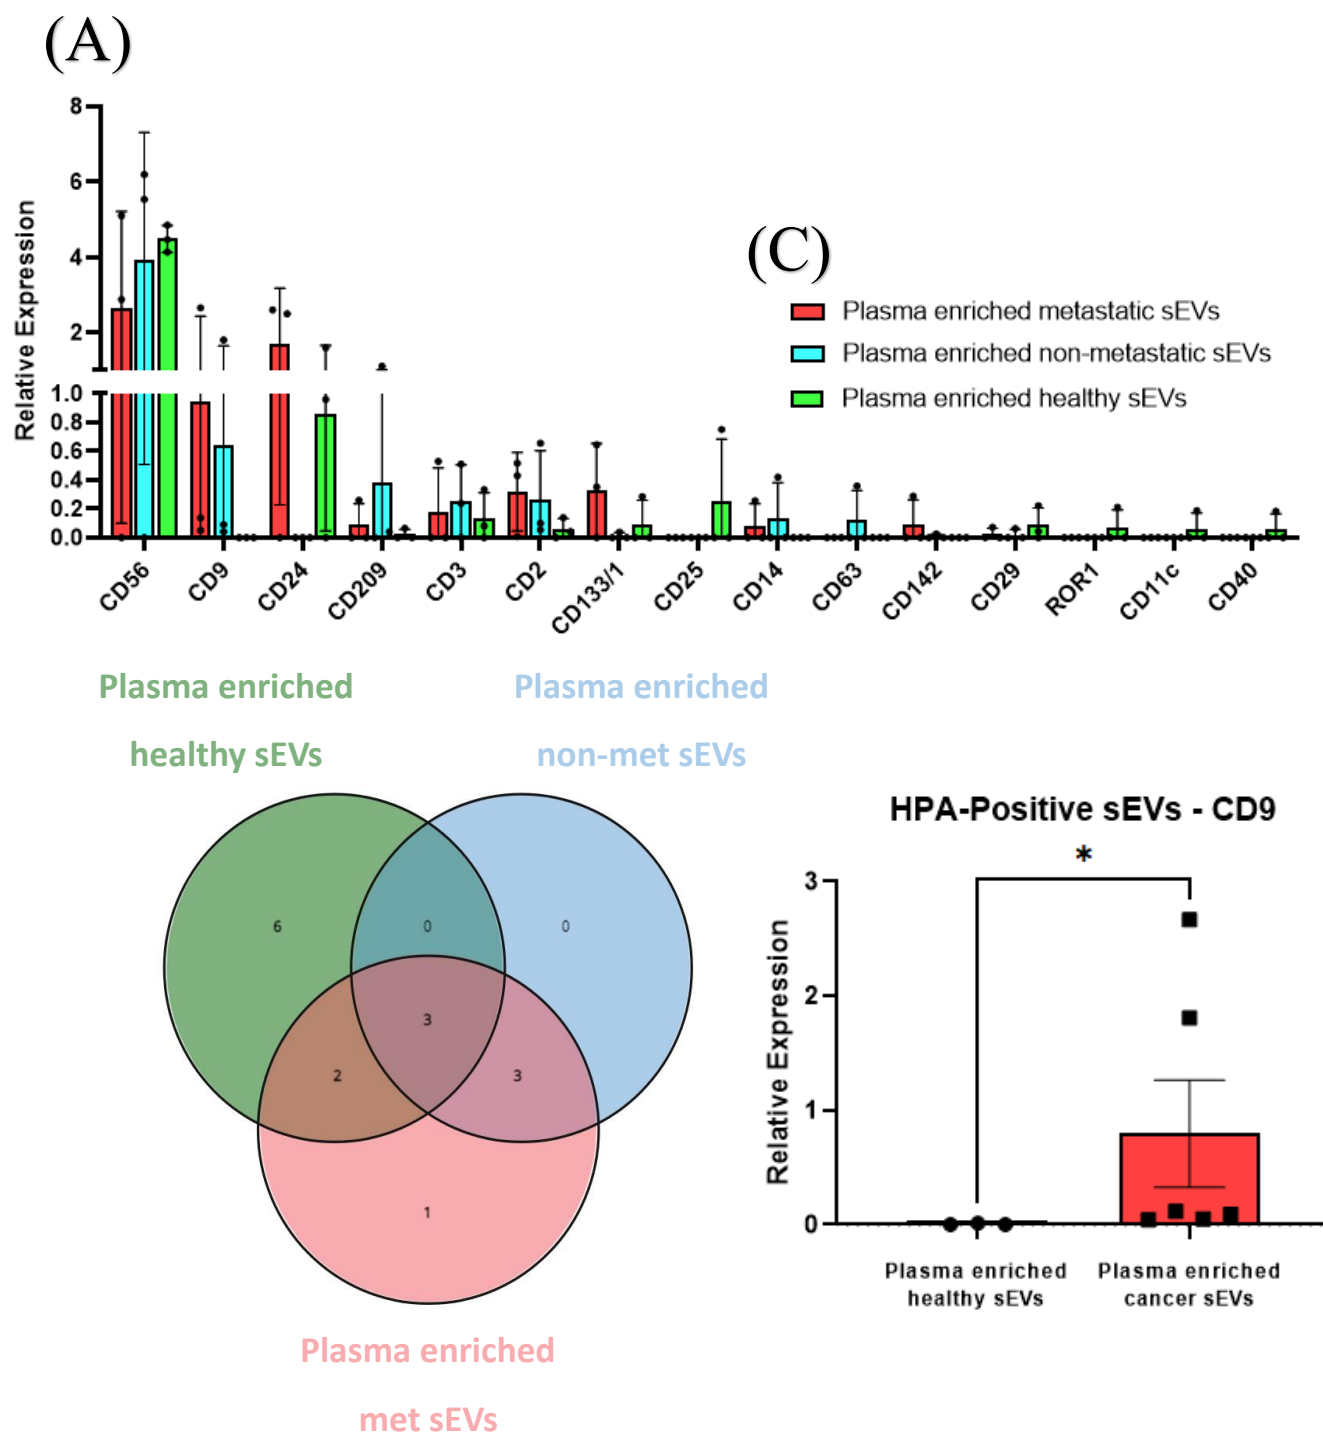 (A)
8
6
4
2
1.0
0.8
0.6
0.4
0.2
0.0
Relative Expression
CD56
CD9
CD24
CD209
CD3
CD2
CD133/1
CD25
CD14
CD63
CD142
CD29
ROR1
CD11c
CD40
(C)
Plasma enriched metastatic sEVs
Plasma enriched non-metastatic sEVs
Plasma enriched healthy sEVs
Plasma enriched
healthy sEVs
Plasma enriched
non-met sEVs
6
0
0
3
2
3
1
Plasma enriched
met sEVs
HPA-Positive sEVs - CD9
*
3
2
1
0
Relative Expression
Plasma enriched
healthy sEVs
Plasma enriched
cancer sEVs